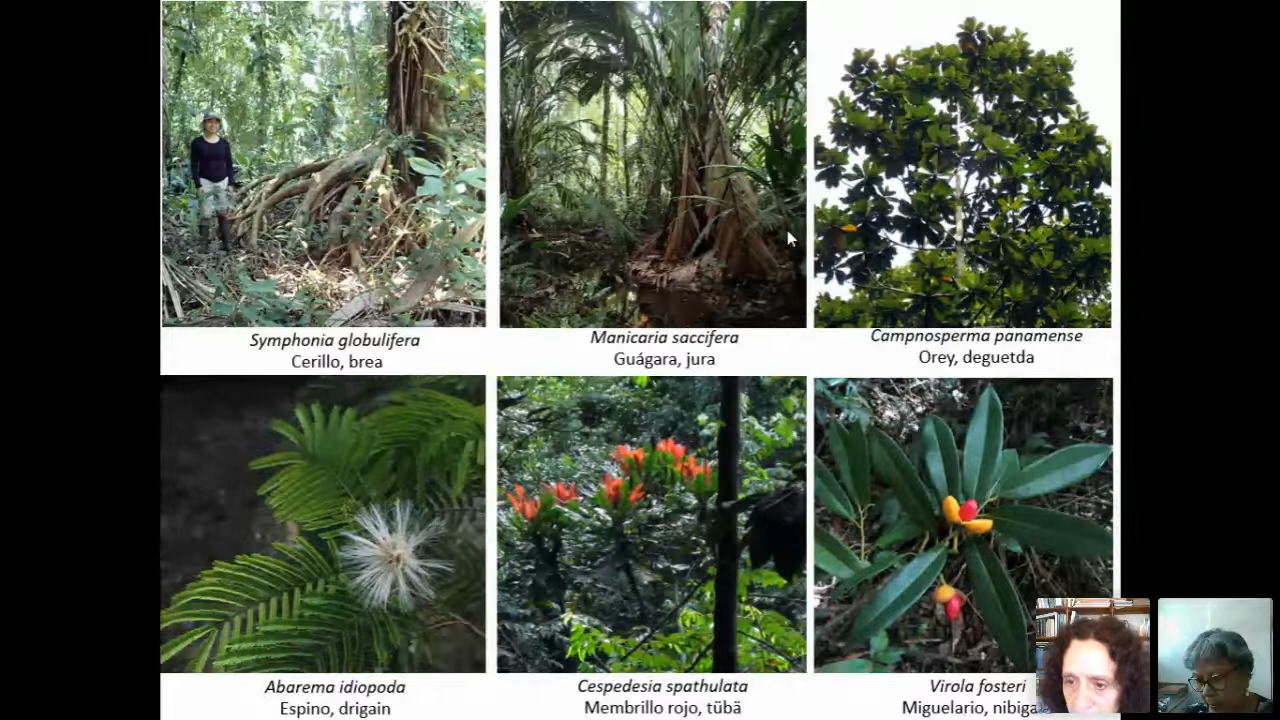 Symphonia globulifera
Cerillo, brea
Manicaria saccifera
Guágara, jura
Campnosperma panamense
Orey, deguetda
Abarema idiopoda
Espino, drigain
Cespedesia spathulata
Membrillo rojo, tübä
Virola fosteri
Miguelario, nibiga